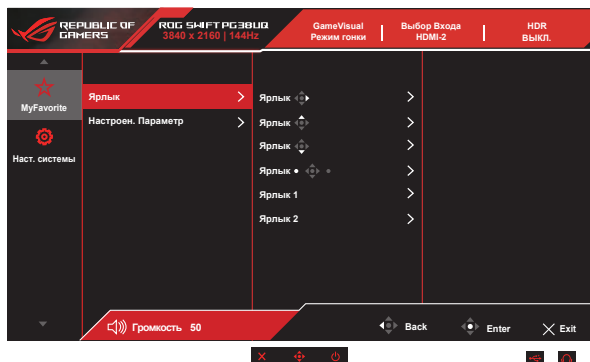 REPUBLIC OF
GAMERS
ROG SWIFT PG38UQ
3840 x 2160 | 144Hz
GameVisual
Режим гонки
Выбор Входа
HDMI-2
HDR
ВЫКЛ.
MyFavorite
Наст. системы
Ярлык
Настроен. Параметр
Ярлык
Ярлык
Ярлык
Ярлык
Ярлык 1
Ярлык 2
Громкость 50
Back
Enter
Exit